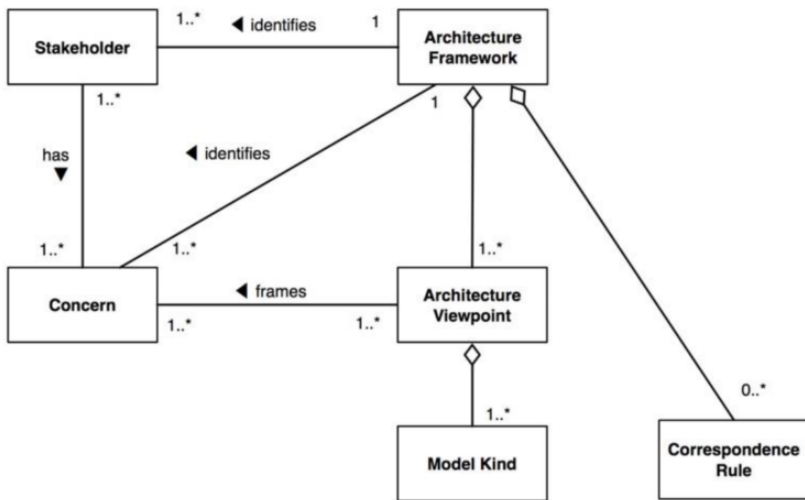 1..* ◀ identifies 1
Stakeholder
Architecture
Framework
1..*
1
has
▼
◀ identifies
1..*
1..*
1..*
Concern
◀ frames
Architecture
Viewpoint
1..*
1..*
1..*
0..*
Model Kind
Correspondence
Rule